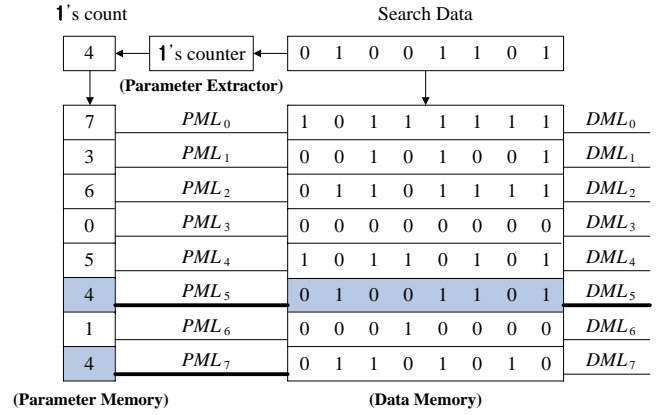 1's count Search Data
4 1's counter 0 1 0 0 1 1 0 1
(Parameter Extractor)
7 PML0 1 0 1 1 1 1 1 1 DML0
3 PML1 0 0 1 0 1 0 0 1 DML1
6 PML2 0 1 1 0 1 1 1 1 DML2
0 PML3 0 0 0 0 0 0 0 0 DML3
5 PML4 1 0 1 1 0 1 0 1 DML4
4 PML5 0 1 0 0 1 1 0 1 DML5
1 PML6 0 0 0 1 0 0 0 0 DML6
4 PML7 0 1 1 0 1 0 1 0 DML7
(Parameter Memory) (Data Memory)